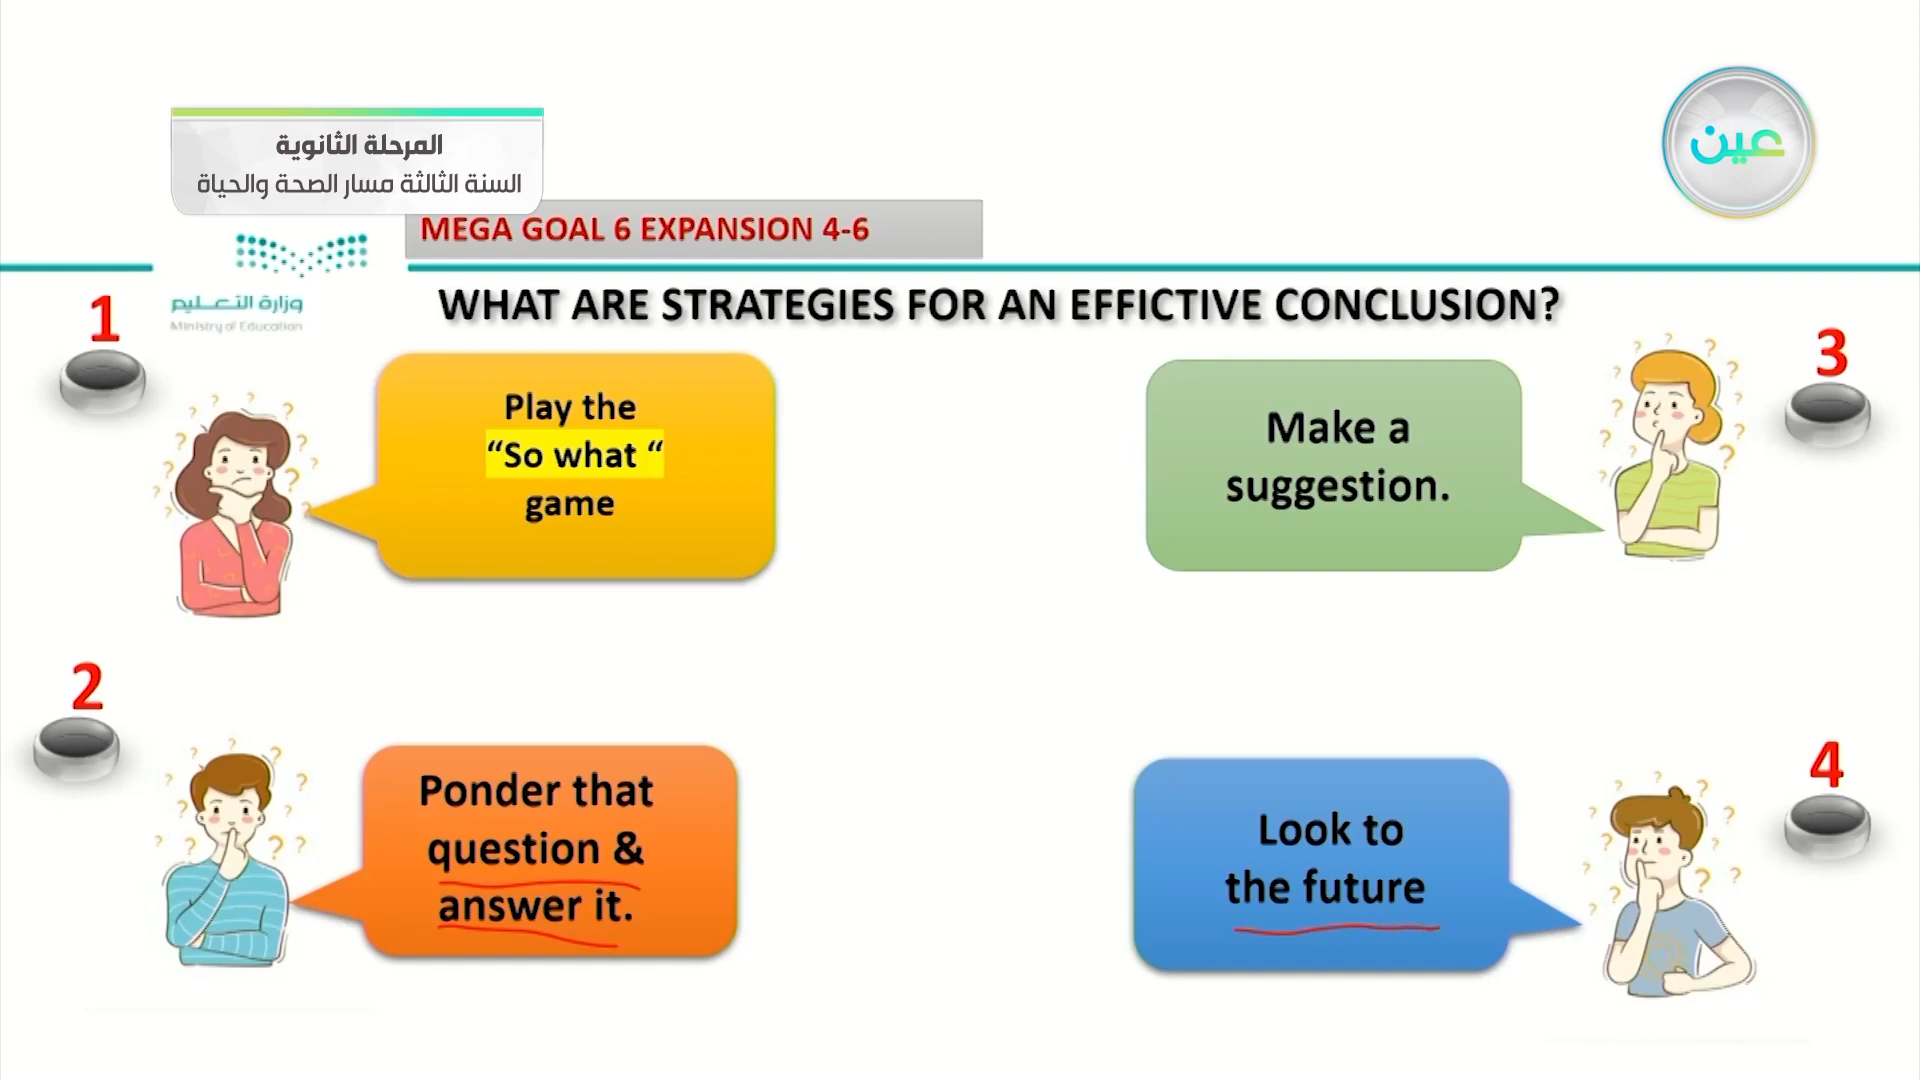 المرحلة الثانوية
السنة الثالثة مسار الصحة والحياة
عين
MEGA GOAL 6 EXPANSION 4-6
وزارة التعليم
Ministry of Education
WHAT ARE STRATEGIES FOR AN EFFICTIVE CONCLUSION?
1
Play the
“So what “
game
2
Ponder that
question &
answer it.
3
Make a
suggestion.
4
Look to
the future